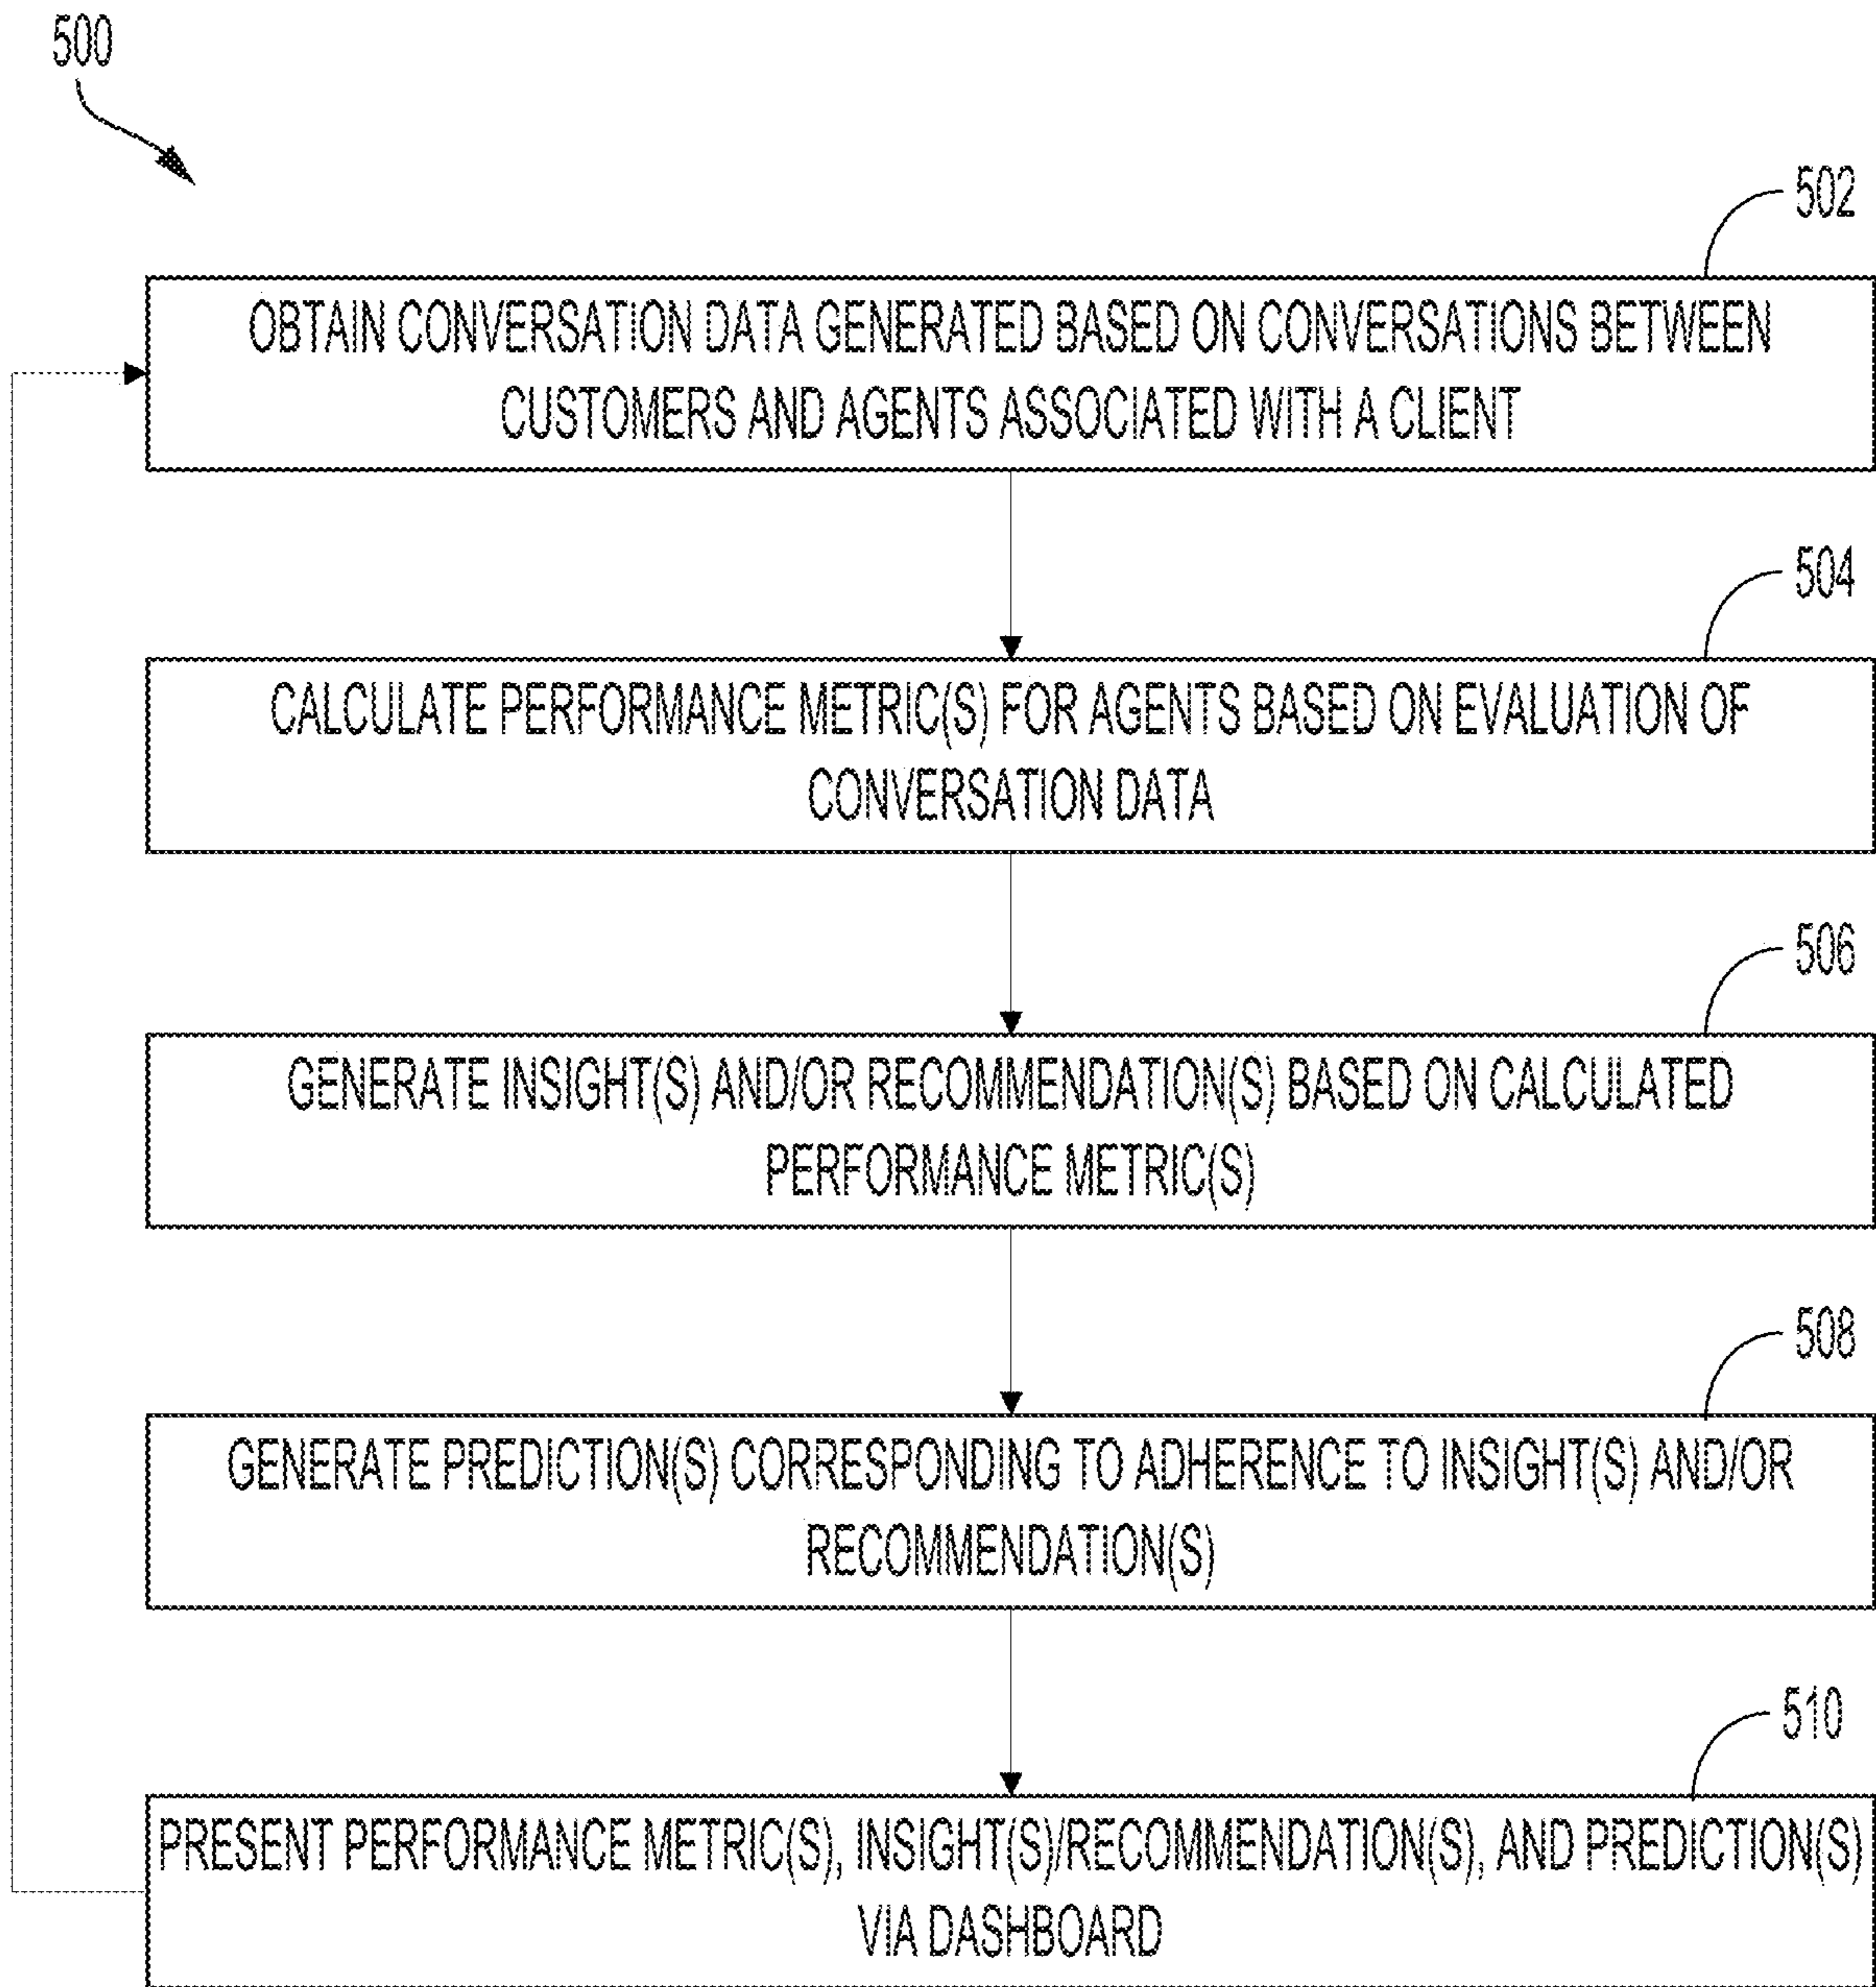 500
502
OBTAIN CONVERSATION DATA GENERATED BASED ON CONVERSATIONS BETWEEN
CUSTOMERS AND AGENTS ASSOCIATED WITH A CLIENT
504
CALCULATE PERFORMANCE METRIC(S) FOR AGENTS BASED ON EVALUATION OF
CONVERSATION DATA
506
GENERATE INSIGHT(S) AND/OR RECOMMENDATION(S) BASED ON CALCULATED
PERFORMANCE METRIC(S)
508
GENERATE PREDICTION(S) CORRESPONDING TO ADHERENCE TO INSIGHT(S) AND/OR
RECOMMENDATION(S)
510
PRESENT PERFORMANCE METRIC(S), INSIGHT(S)/RECOMMENDATION(S), AND PREDICTION(S)
VIA DASHBOARD